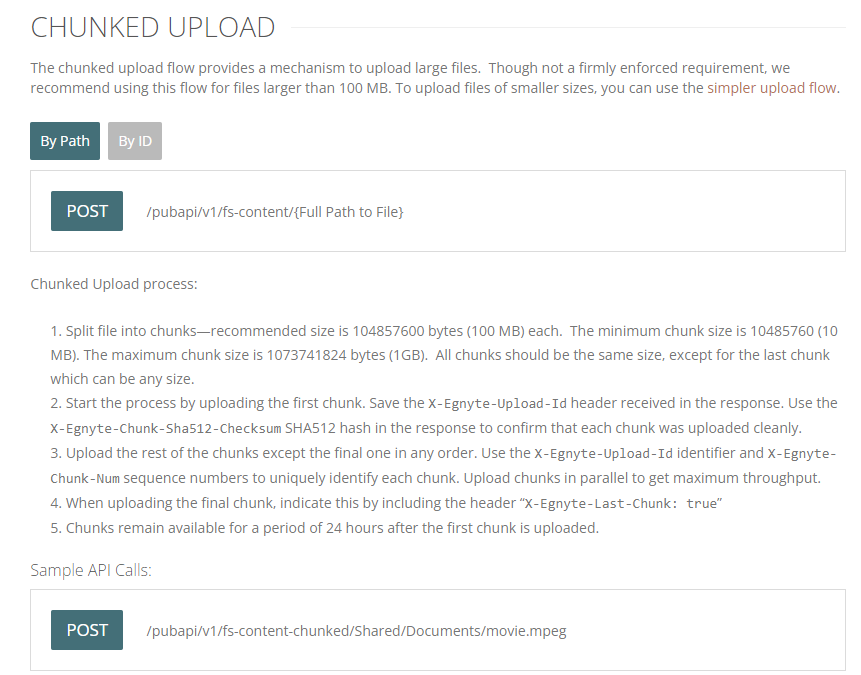 CHUNKED UPLOAD
The chunked upload flow provides a mechanism to upload large files.  Though not a firmly enforced requirement, we
recommend using this flow for files larger than 100 MB. To upload files of smaller sizes, you can use the simpler upload flow.
By Path By ID
POST /pubapi/v1/fs-content/{Full Path to File}
Chunked Upload process:
1. Split file into chunks—recommended size is 104857600 bytes (100 MB) each.  The minimum chunk size is 10485760 (10
MB). The maximum chunk size is 1073741824 bytes (1GB).  All chunks should be the same size, except for the last chunk
which can be any size.
2. Start the process by uploading the first chunk. Save the X-Egnyte-Upload-Id header received in the response. Use the
X-Egnyte-Chunk-Sha512-Checksum SHA512 hash in the response to confirm that each chunk was uploaded cleanly.
3. Upload the rest of the chunks except the final one in any order. Use the X-Egnyte-Upload-Id identifier and X-Egnyte-
Chunk-Num sequence numbers to uniquely identify each chunk. Upload chunks in parallel to get maximum throughput.
4. When uploading the final chunk, indicate this by including the header “X-Egnyte-Last-Chunk: true”
5. Chunks remain available for a period of 24 hours after the first chunk is uploaded.
Sample API Calls:
POST /pubapi/v1/fs-content-chunked/Shared/Documents/movie.mpeg